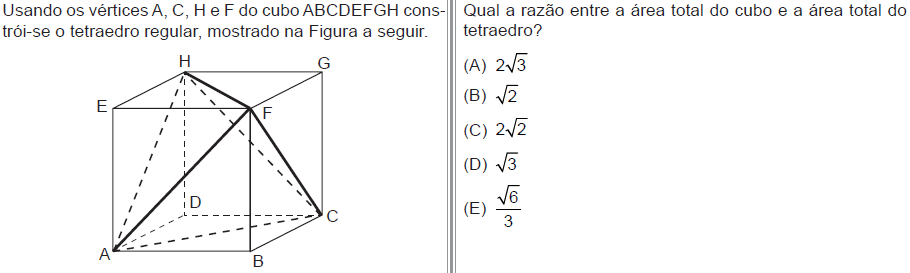 Usando os vértices A, C, H e F do cubo ABCDEFGH cons-
trói-se o tetraedro regular, mostrado na Figura a seguir.
H
G
E
F
D
C
A
B
Qual a razão entre a área total do cubo e a área total do
tetraedro?
(A) 2√3
(B) √2
(C) 2√2
(D) √3
(E) √6/3